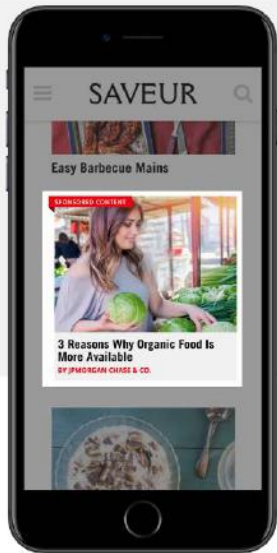 SAVEUR
Easy Barbecue Mains
SPONSORED CONTENT
3 Reasons Why Organic Food Is
More Available
BY JPMORGAN CHASE & CO.